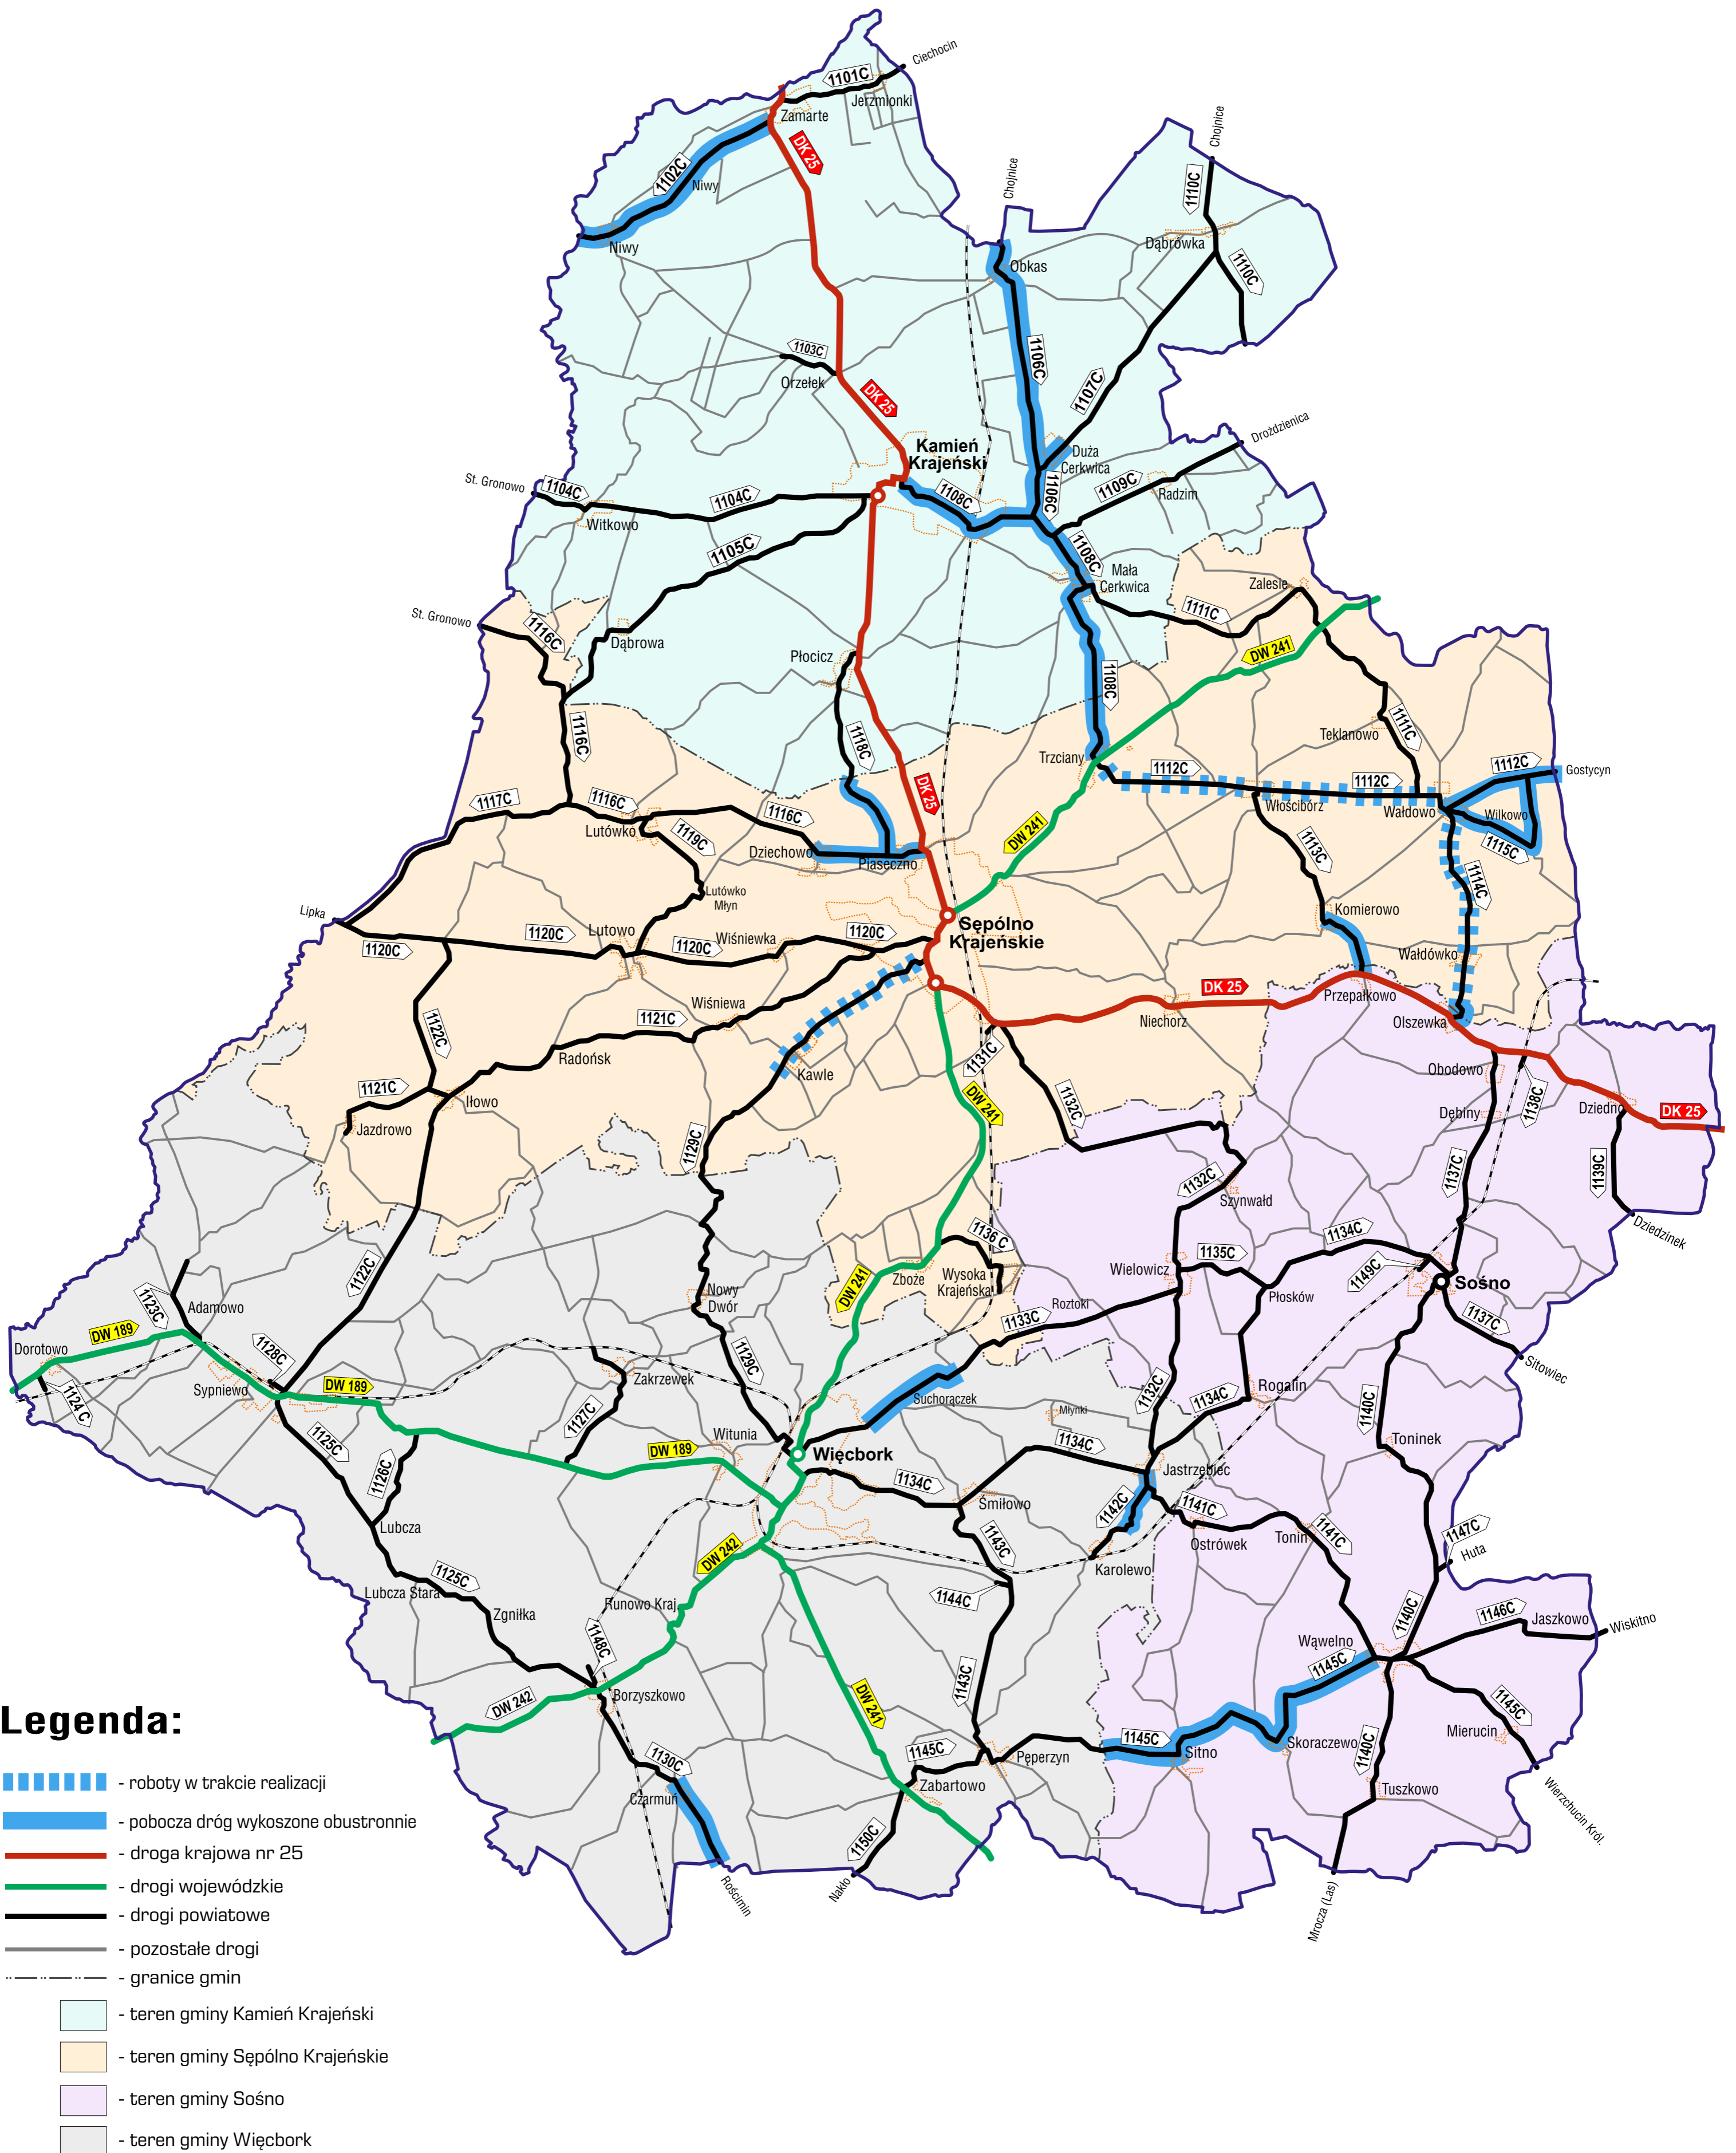 Ciechocin
1101C
Jerzmionki
Zamarte
DK 25
Chojnice
1102C
Niwy
Chojnice
1110C
Niwy
Dąbrówka
Obkas
1110C
1103C
1106C
Orzełek
1107C
DK 25
Kamień
Krajeński
Drożdzienica
Duża
Cerkwica
St. Gronowo
1104C
1104C
1108C
1106C
1109C
Radzim
Witkowo
1105C
1108C
Mała
Cerkwica
Zalesie
St. Gronowo
1116C
1111C
Dąbrowa
DW 241
Płocicz
1108C
1116C
1118C
Teklanowo
1111C
Trzciany
1112C
1112C
1112C
Gostycyn
DK 25
1117C
1116C
1116C
Włościbórz
Wałdowo
Wilkowo
Lutówko
1119C
DW 241
1113C
1115C
Dziechowo
Piaseczno
1114C
Lutówko
Młyn
Lipka
Komierowo
Sępólno
Krajeńskie
1120C
Lutowo
1120C
Wiśniewka
1120C
1120C
Wałdówko
DK 25
Przepałkowo
Wiśniewa
1121C
Niechorz
Olszewka
1122C
Radońsk
1131C
Kawle
Obodowo
1121C
Iłowo
DW 241
1132C
Dębiny
1138C
Dziedno
DK 25
Jazdrowo
1129C
1137C
1139C
1132C
Szynwałd
1136 C
1134C
Dziedzinek
1122C
Zboże
Wysoka
Krajeńska
Wielowicz
1135C
1149C
Sośno
DW 241
Nowy
Dwór
Roztoki
Płosków
1123C
Adamowo
1133C
1137C
DW 189
Dorotowo
1128C
1129C
Sitowiec
Sypniewo
Zakrzewek
DW 189
Suchorączek
1132C
Rogalin
1124 C
1134C
1140C
Młynki
1127C
Witunia
1125C
DW 189
Więcbork
1134C
Toninek
1126C
1134C
Jastrzębiec
Śmiłowo
1142C
1141C
Lubcza
1143C
Ostrówek
Tonin
1141C
1147C
Huta
DW 242
Karolewo
1125C
Lubcza Stara
1144C
Zgniłka
Runowo Kraj.
1140C
1146C
Jaszkowo
Wiskitno
1148C
Wąwelno
1145C
1143C
Borzyszkowo
DW 242
DW 241
1145C
Mierucin
1145C
1145C
Skoraczewo
Sitno
Pęperzyn
1140C
1130C
Zabartowo
Tuszkowo
Czarmuń
Wierzchucin Król.
1150C
Nakło
Rościmin
Mrocza (Las)
Legenda:
- roboty w trakcie realizacji
- pobocza dróg wykoszone obustronnie
- droga krajowa nr 25
- drogi wojewódzkie
- drogi powiatowe
- pozostałe drogi
- granice gmin
- teren gminy Kamień Krajeński
- teren gminy Sępólno Krajeńskie
- teren gminy Sośno
- teren gminy Więcbork